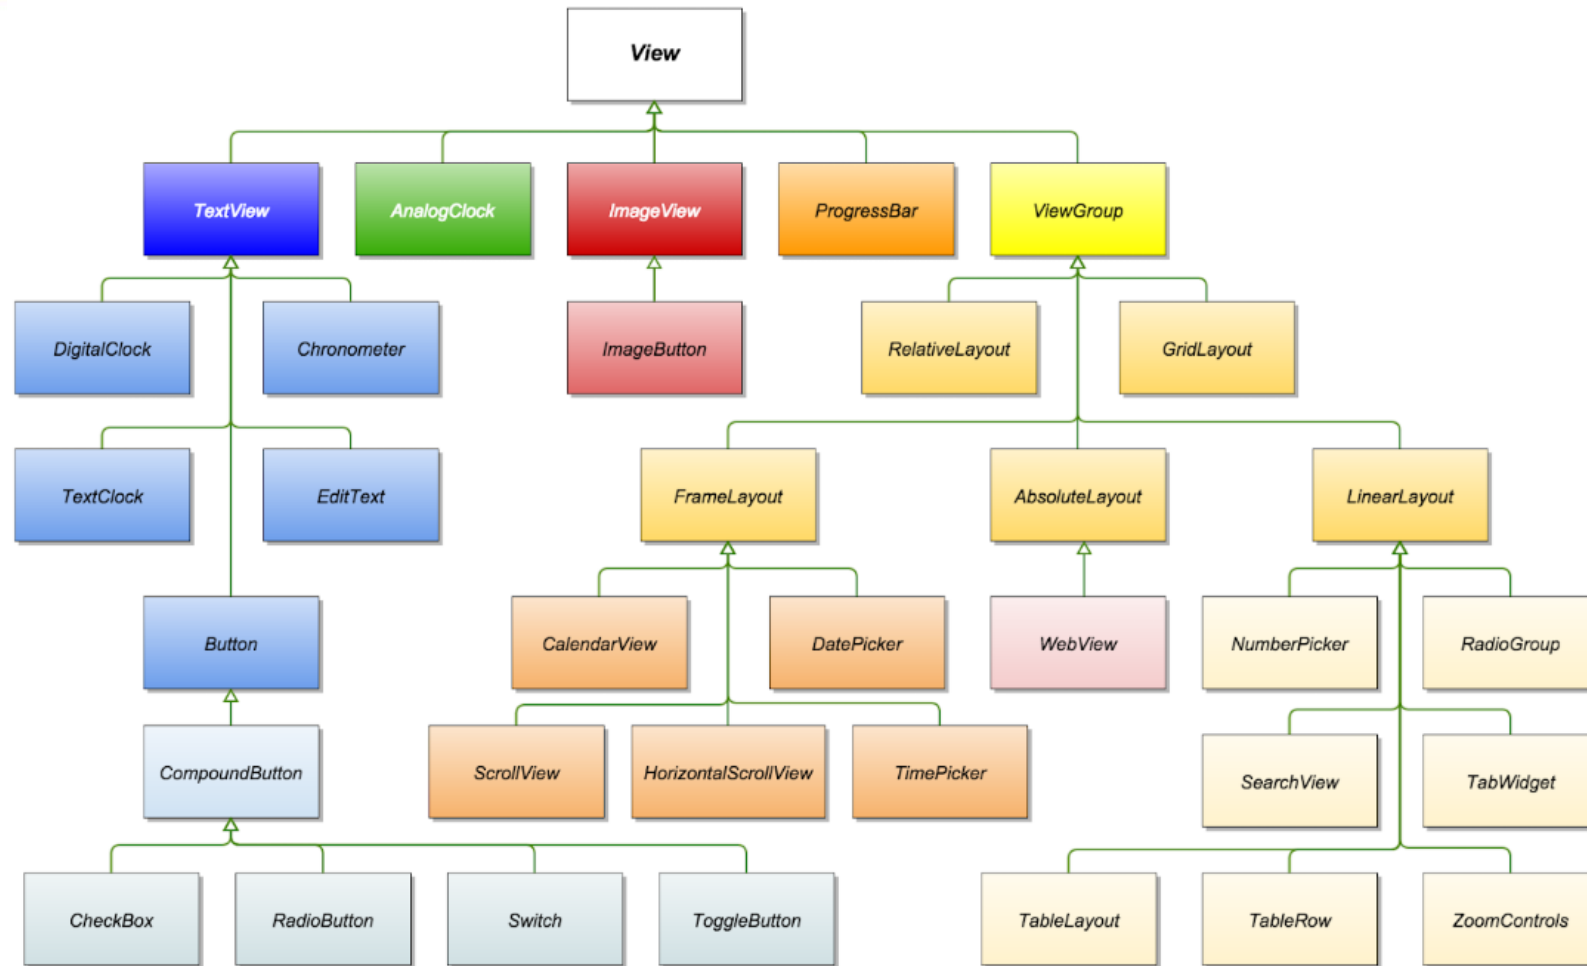 View
TextView
AnalogClock
ImageView
ProgressBar
ViewGroup
DigitalClock
Chronometer
ImageButton
RelativeLayout
GridLayout
TextClock
EditText
FrameLayout
AbsoluteLayout
LinearLayout
Button
CalendarView
DatePicker
WebView
NumberPicker
RadioGroup
CompoundButton
ScrollView
HorizontalScrollView
TimePicker
SearchView
TabWidget
CheckBox
RadioButton
Switch
ToggleButton
TableLayout
TableRow
ZoomControls